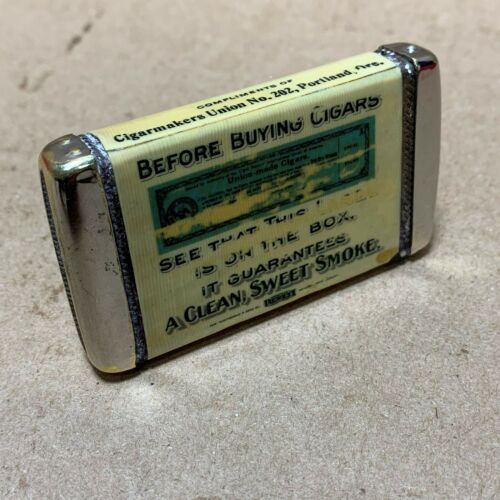 COMPLIMENTS OF
Cigarmakers Union No. 202, Portland, Org.
BEFORE BUYING CIGARS
Union-made Cigars.
SEE THAT THIS
IS ON THE BOX.
IT GUARANTEES
A CLEAN, SWEET SMOKE.